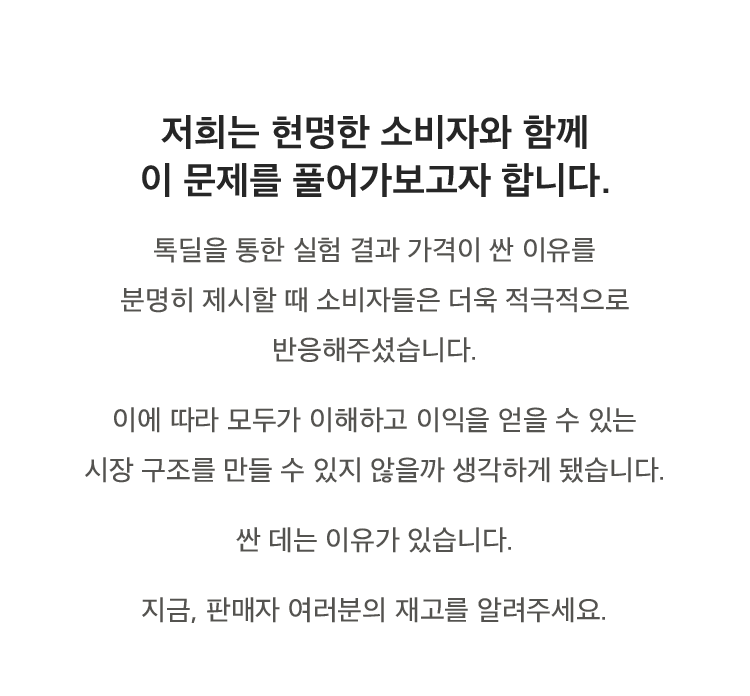 저희는 현명한 소비자와 함께
이 문제를 풀어가보고자 합니다.
톡딜을 통한 실험 결과 가격이 싼 이유를
분명히 제시할 때 소비자들은 더욱 적극적으로
반응해주셨습니다.
이에 따라 모두가 이해하고 이익을 얻을 수 있는
시장 구조를 만들 수 있지 않을까 생각하게 됐습니다.
싼 데는 이유가 있습니다.
지금, 판매자 여러분의 재고를 알려주세요.